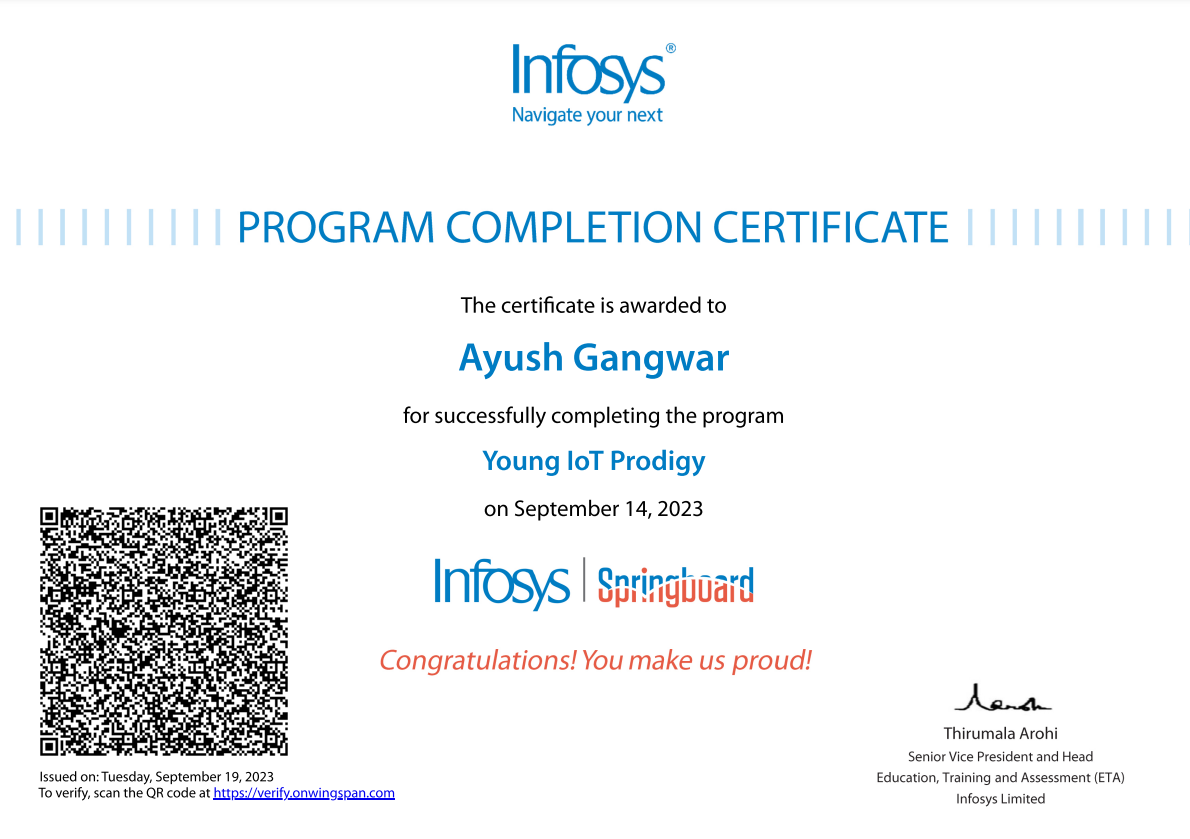 Infosys®
Navigate your next
PROGRAM COMPLETION CERTIFICATE
The certificate is awarded to
Ayush Gangwar
for successfully completing the program
Young IoT Prodigy
on September 14, 2023
Infosys | Springboard
Congratulations! You make us proud!
Thirumala Arohi
Senior Vice President and Head
Education, Training and Assessment (ETA)
Infosys Limited
Issued on: Tuesday, September 19, 2023
To verify, scan the QR code at https://verify.onwingspan.com